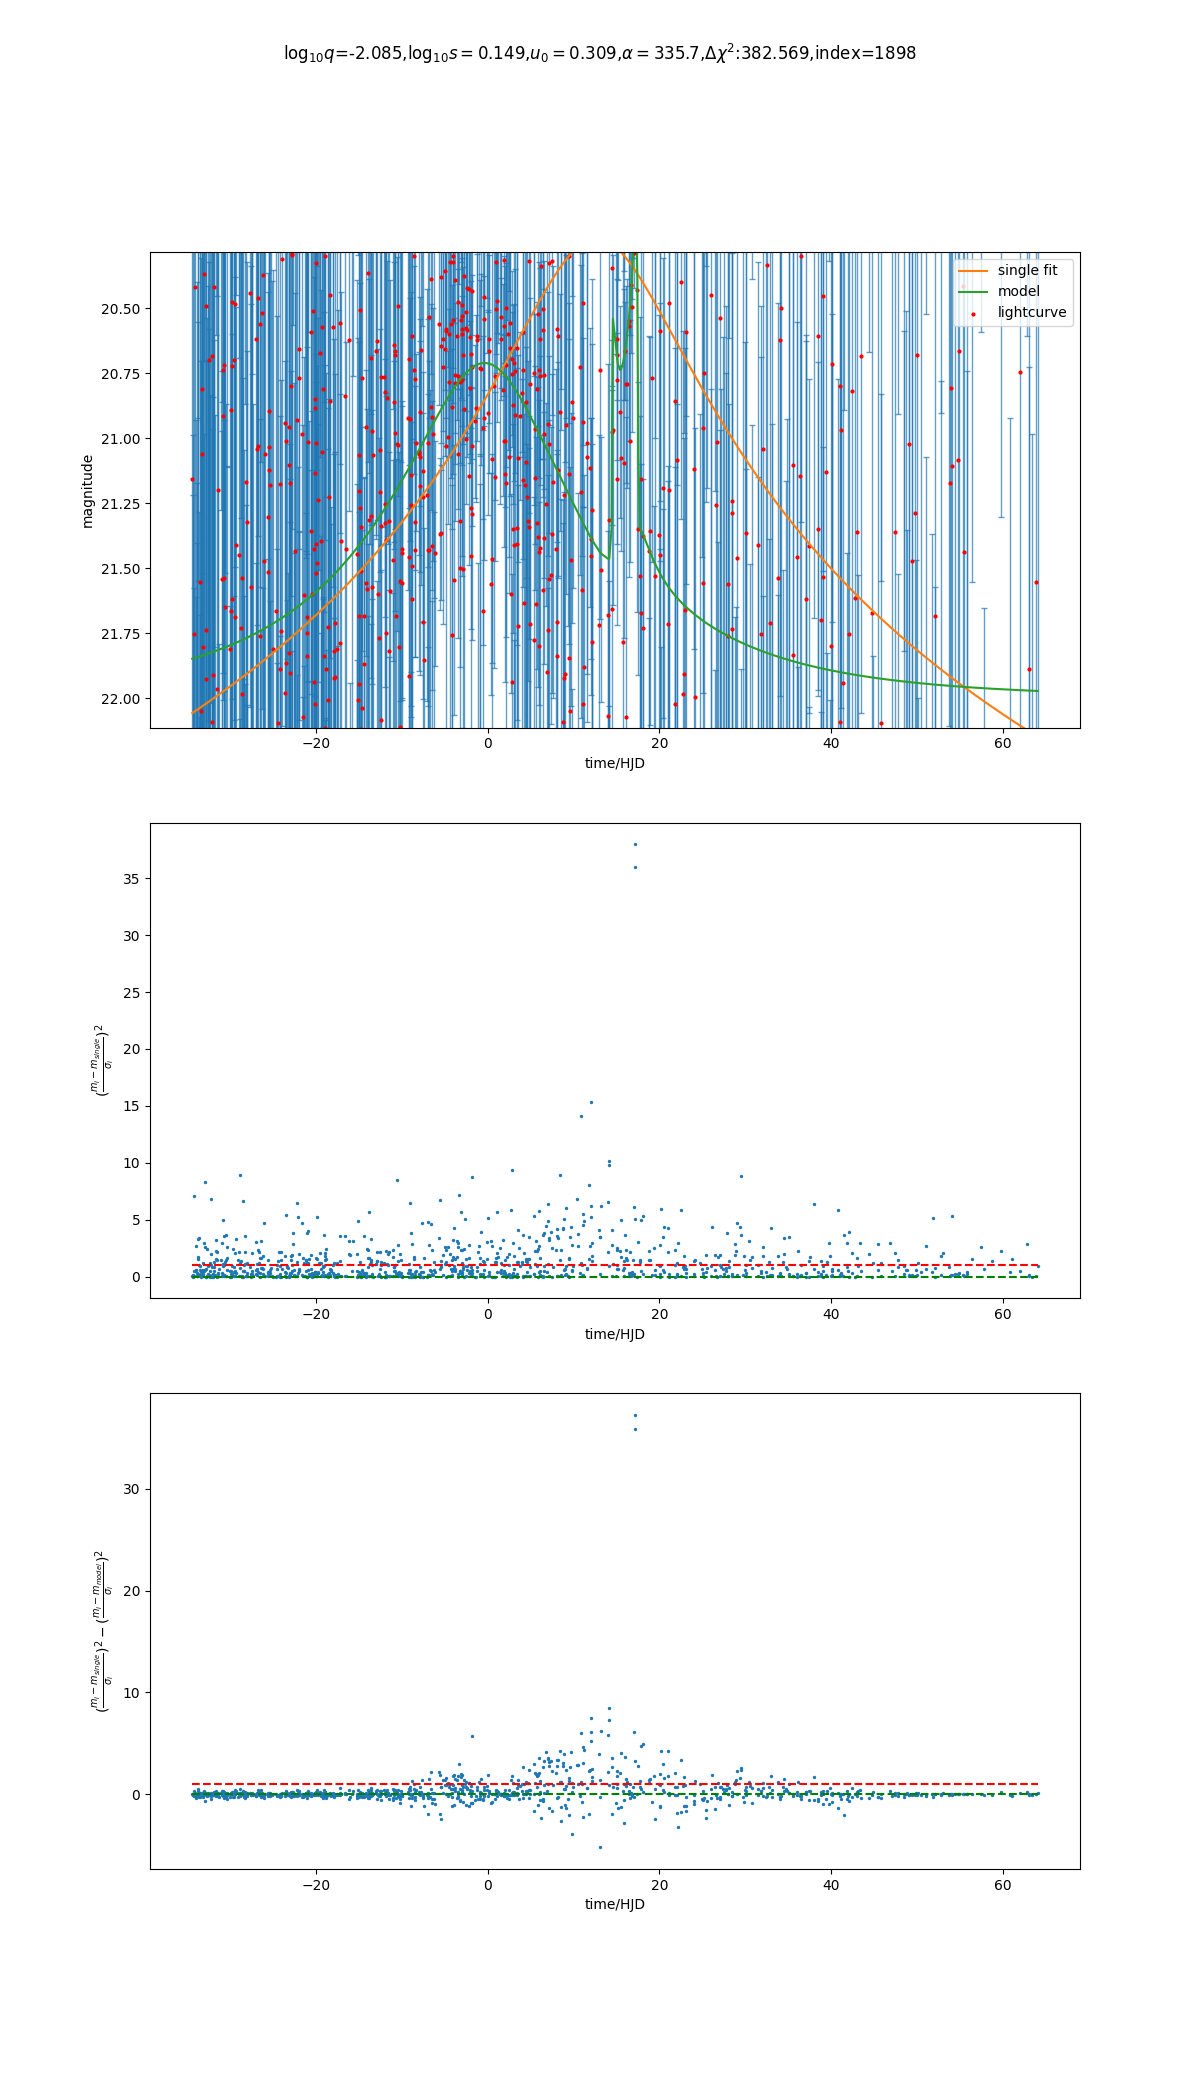 log₁₀q=-2.085,log₁₀s = 0.149,u₀ = 0.309,α = 335.7,Δχ²:382.569,index=1898
single fit
model
lightcurve
magnitude
20.50
20.75
21.00
21.25
21.50
21.75
22.00
−20 0 20 40 60
time/HJD
(mᵢ − m_single / σᵢ)²
35
30
25
20
15
10
5
0
−20 0 20 40 60
time/HJD
(mᵢ − m_single / σᵢ)² − (mᵢ − m_model / σᵢ)²
30
20
10
0
−20 0 20 40 60
time/HJD